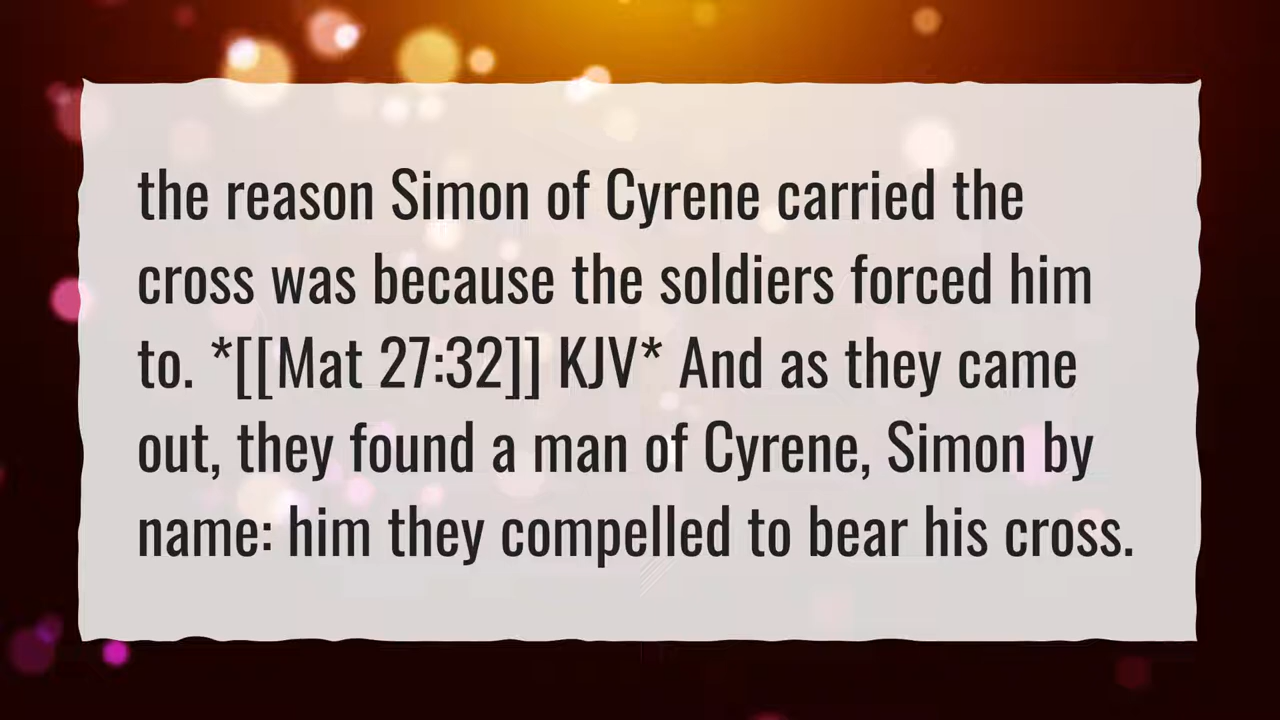 the reason Simon of Cyrene carried the
cross was because the soldiers forced him
to. *[[Mat 27:32]] KJV* And as they came
out, they found a man of Cyrene, Simon by
name: him they compelled to bear his cross.